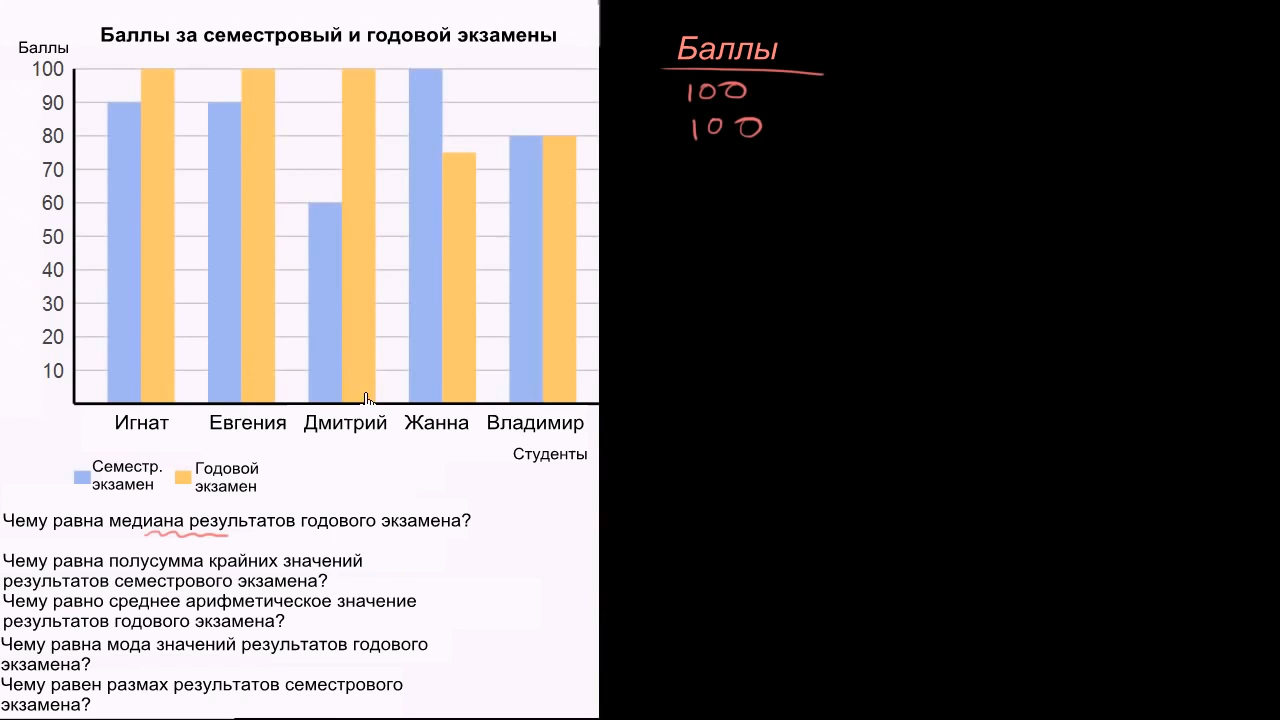 Баллы за семестровый и годовой экзамены
Баллы
100
90
80
70
60
50
40
30
20
10
Игнат Евгения Дмитрий Жанна Владимир
Студенты
Семестр. экзамен
Годовой экзамен
Чему равна медиана результатов годового экзамена?
Чему равна полусумма крайних значений
результатов семестрового экзамена?
Чему равно среднее арифметическое значение
результатов годового экзамена?
Чему равна мода значений результатов годового
экзамена?
Чему равен размах результатов семестрового
экзамена?
Баллы
100
100